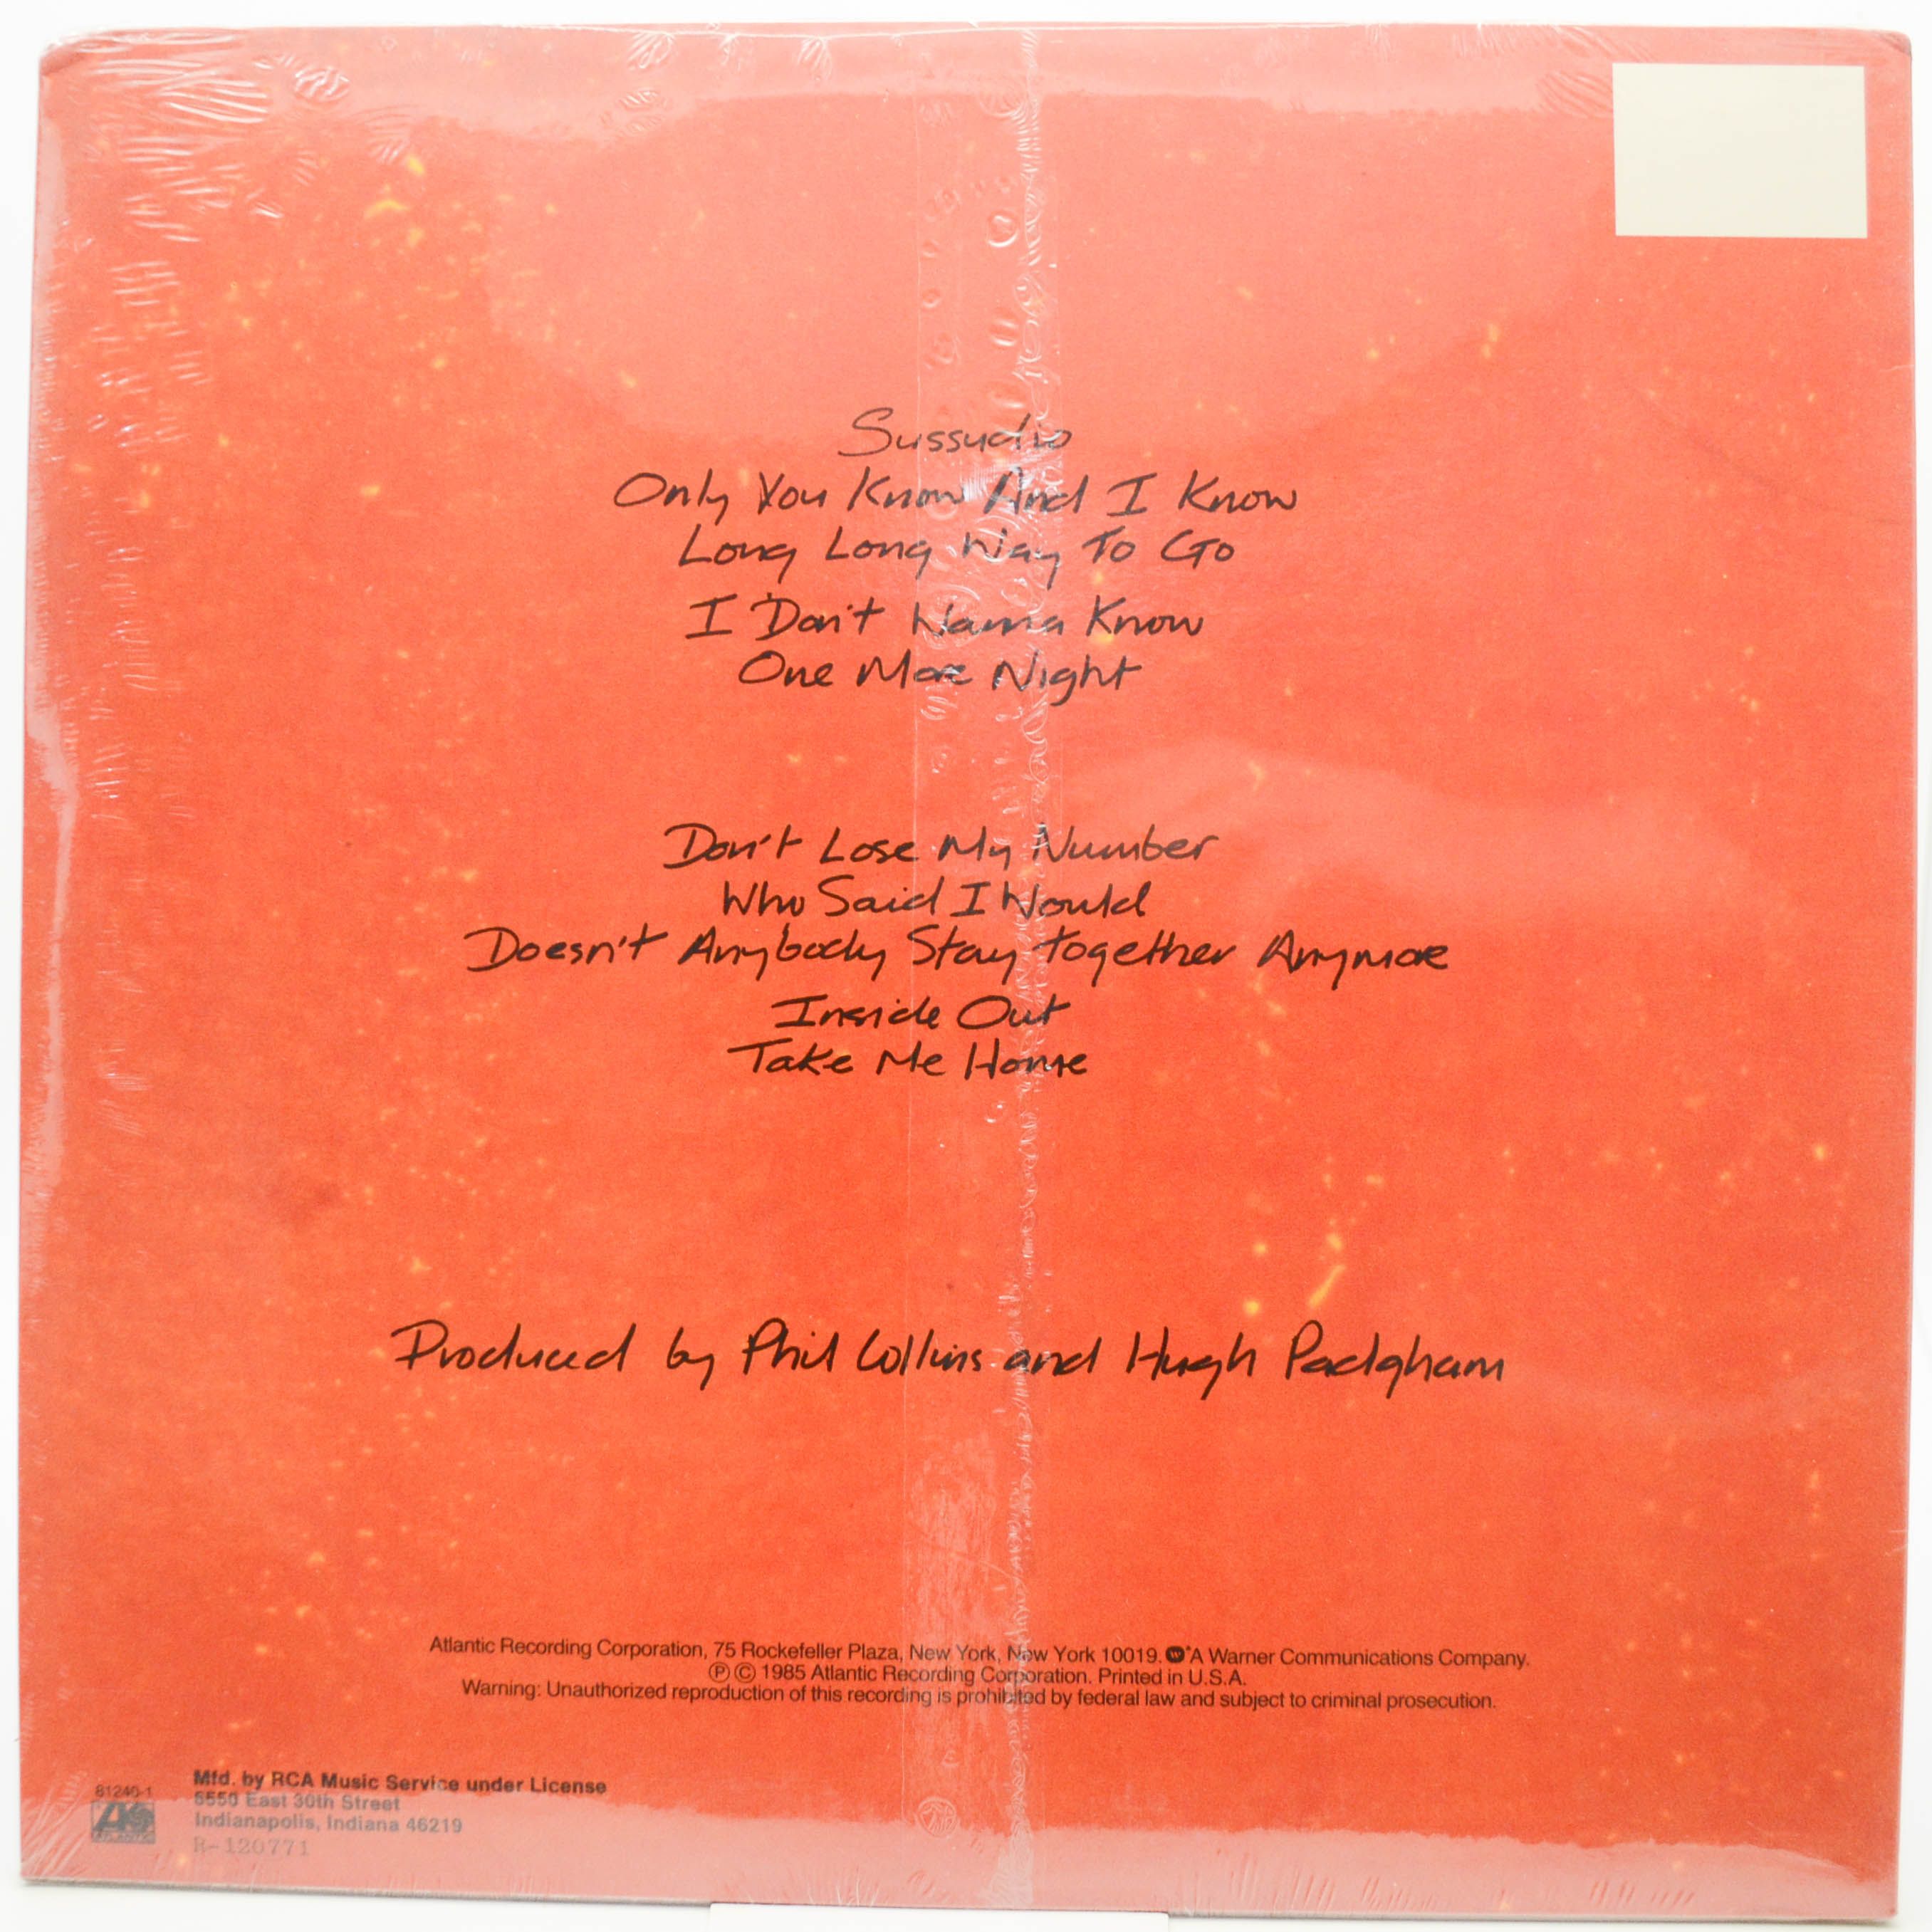 Sussudio
Only You Know And I Know
Long Long Way To Go
I Don't Wanna Know
One More Night
Don't Lose My Number
Who Said I Would
Doesn't Anybody Stay Together Anymore
Inside Out
Take Me Home
Produced by Phil Collins and Hugh Padgham
Atlantic Recording Corporation, 75 Rockefeller Plaza, New York, New York 10019. W ® A Warner Communications Company.
Ⓟ © 1985 Atlantic Recording Corporation. Printed in U.S.A.
Warning: Unauthorized reproduction of this recording is prohibited by federal law and subject to criminal prosecution.
81240-1
ATLANTIC
Mfd. by RCA Music Service under License
6550 East 30th Street
Indianapolis, Indiana 46219
R-120771